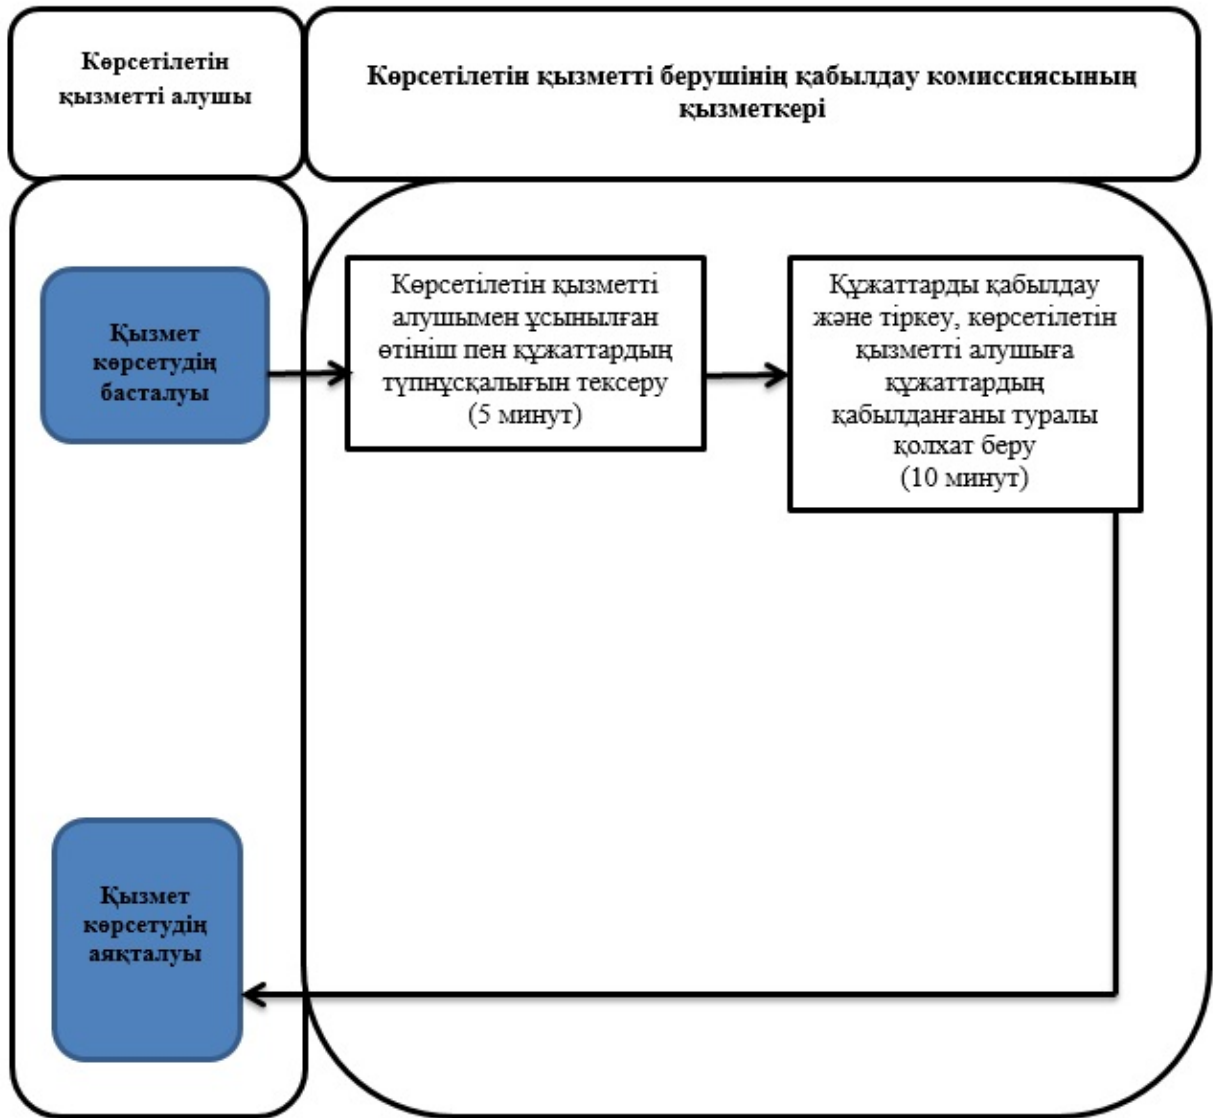 Көрсетілетін
қызметті алушы
Көрсетілетін қызметті берушінің қабылдау комиссиясының
қызметкері
Қызмет
көрсетудің
басталуы
Көрсетілетін қызметті
алушымен ұсынылған
өтініш пен құжаттардың
түпнұсқалығын тексеру
(5 минут)
Құжаттарды қабылдау
және тіркеу, көрсетілетін
қызметті алушыға
құжаттардың
қабылданғаны туралы
қолхат беру
(10 минут)
Қызмет
көрсетудің
аяқталуы